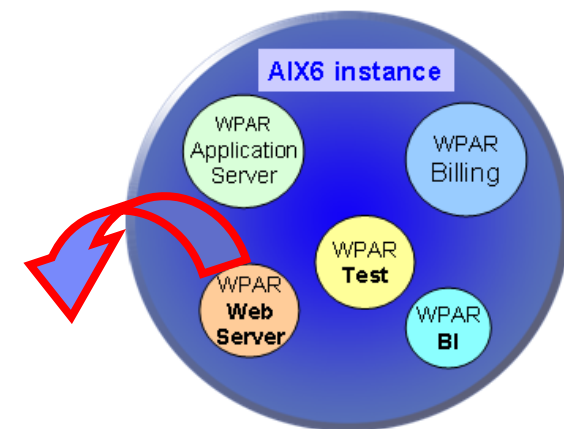 AIX6 instance
WPAR
Application
Server
WPAR
Billing
WPAR
Test
WPAR
Web
Server
WPAR
BI